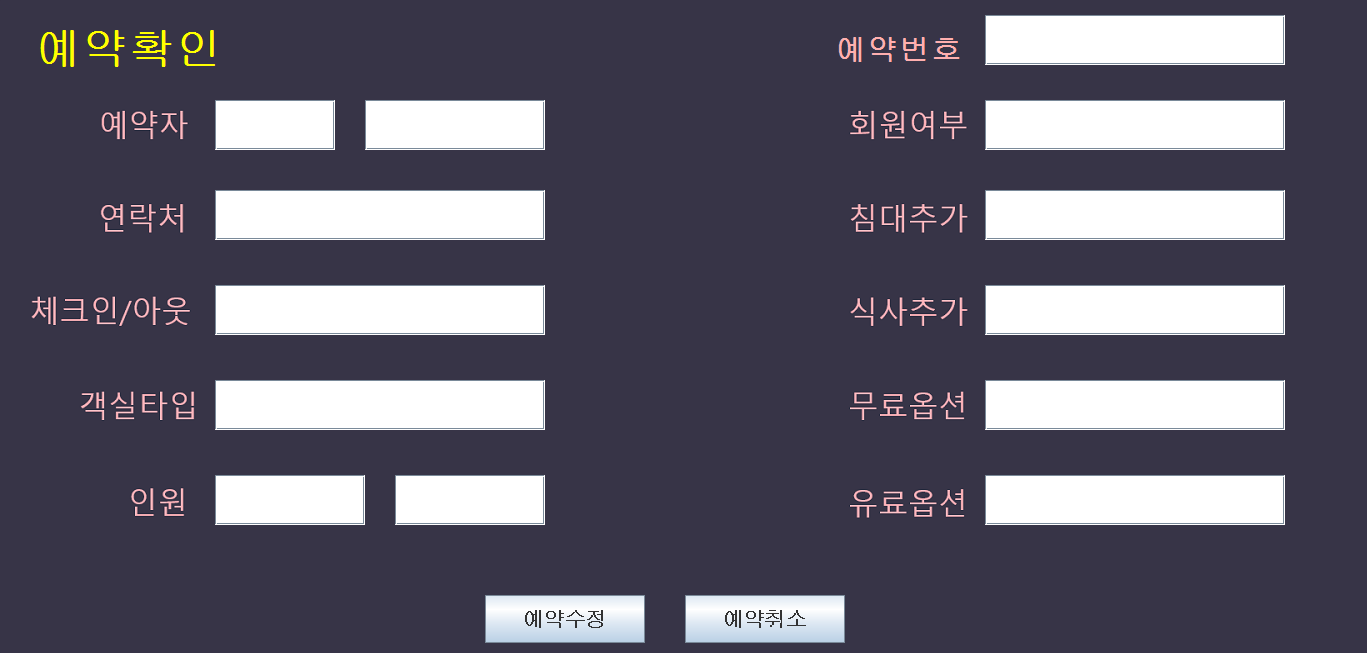 예약확인
예약번호
예약자
회원여부
연락처
침대추가
체크인/아웃
식사추가
객실타입
무료옵션
인원
유료옵션
예약수정
예약취소